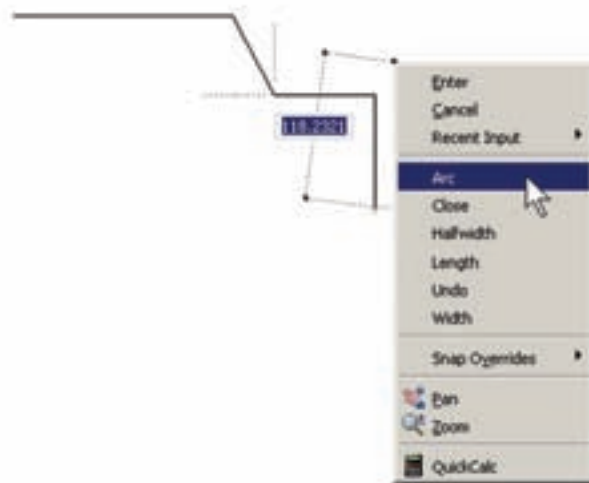 118.2321
Enter
Cancel
Recent Input
Arc
Close
Halfwidth
Length
Undo
Width
Snap Overrides
Pan
Zoom
QuickCalc